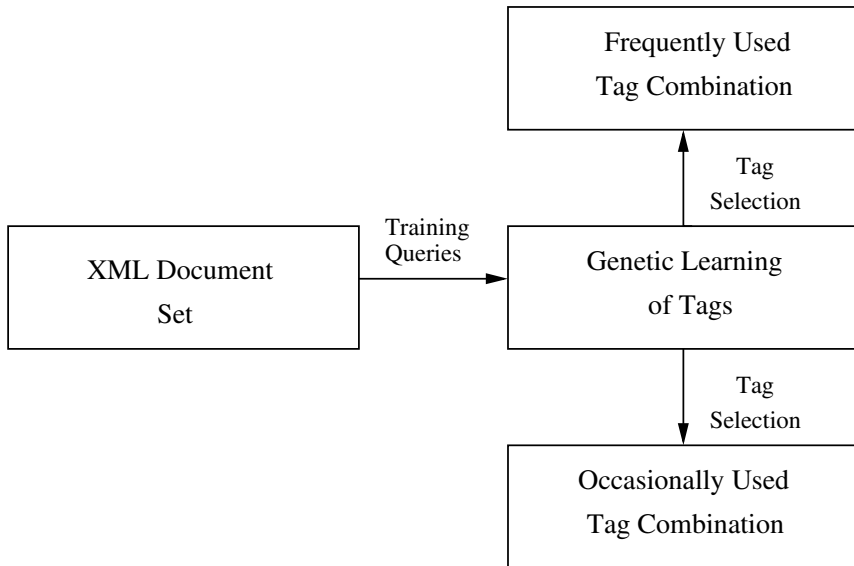 Frequently Used
Tag Combination
Tag
Selection
Training
Queries
XML Document
Set
Genetic Learning
of Tags
Tag
Selection
Occasionally Used
Tag Combination